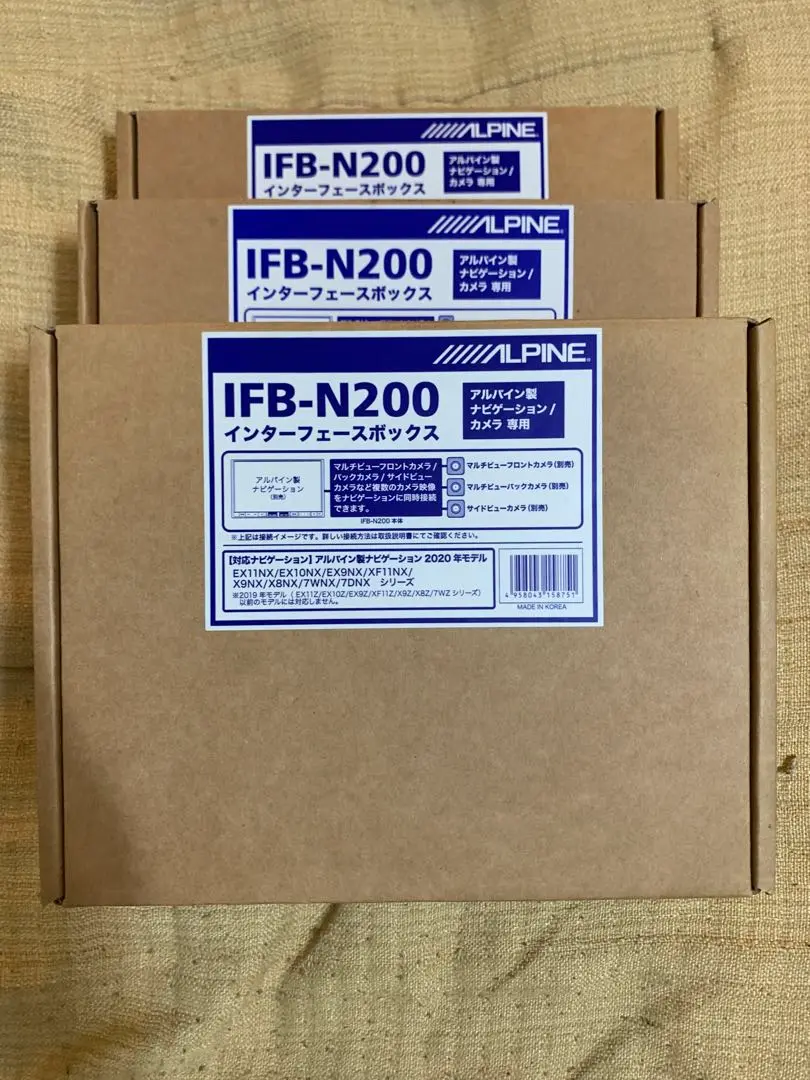 ALPINE
IFB-N200
インターフェースボックス
アルパイン製
ナビゲーション/
カメラ 専用
ALPINE
IFB-N200
インターフェースボックス
アルパイン製
ナビゲーション/
カメラ 専用
ALPINE
IFB-N200
インターフェースボックス
アルパイン製
ナビゲーション/
カメラ 専用
アルパイン製
ナビゲーション
(別売)
マルチビューフロントカメラ/
バックカメラ/サイドビュー
カメラなど複数のカメラ映像
をナビゲーションに同時接続
できます。
IFB-N200 本体
マルチビューフロントカメラ(別売)
マルチビューバックカメラ(別売)
サイドビューカメラ(別売)
※上記は接続イメージです。詳しい接続方法は取扱説明書にてご確認ください。
【対応ナビゲーション】アルパイン製ナビゲーション 2020 年モデル
EX11NX/EX10NX/EX9NX/XF11NX/
X9NX/X8NX/7WNX/7DNX シリーズ
※2019 年モデル（EX11Z/EX10Z/EX9Z/XF11Z/X9Z/X8Z/7WZ シリーズ）
以前のモデルには対応しません。
4 958043 158751
MADE IN KOREA